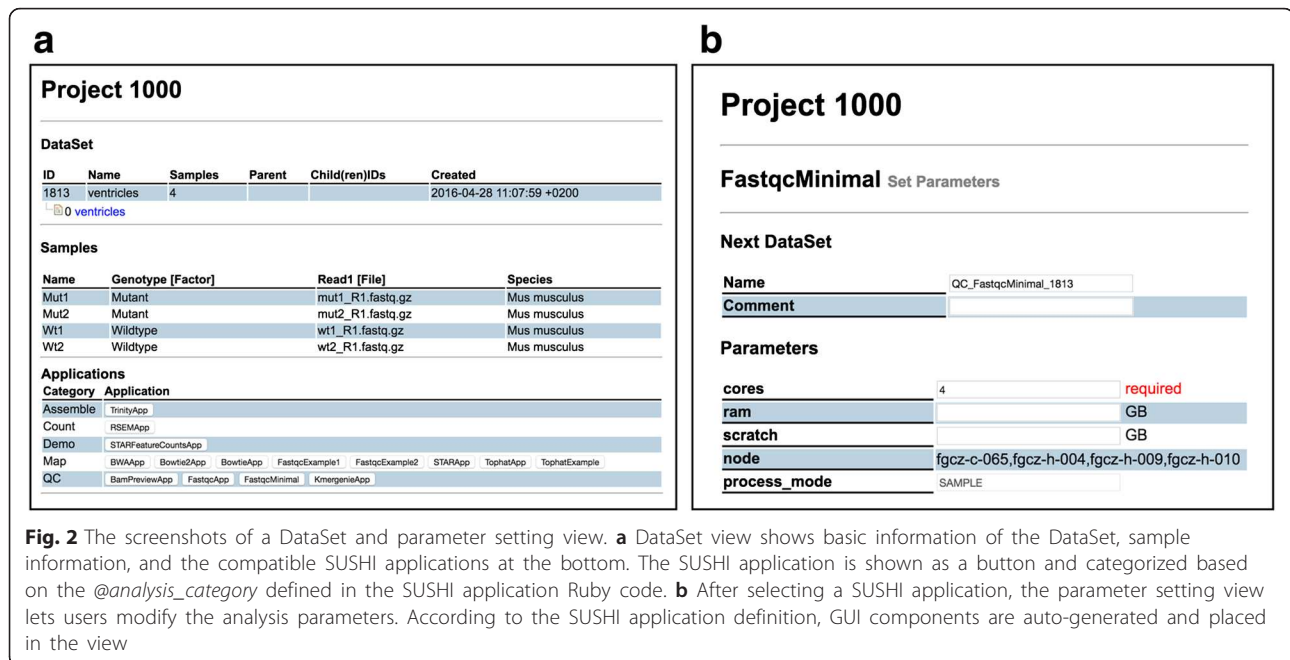 a
Project 1000
DataSet
ID Name Samples Parent Child(ren)IDs Created
1813 ventricles 4 2016-04-28 11:07:59 +0200
0 ventricles
Samples
Name Genotype [Factor] Read1 [File] Species
Mut1 Mutant mut1_R1.fastq.gz Mus musculus
Mut2 Mutant mut2_R1.fastq.gz Mus musculus
Wt1 Wildtype wt1_R1.fastq.gz Mus musculus
Wt2 Wildtype wt2_R1.fastq.gz Mus musculus
Applications
Category Application
Assemble TrinityApp
Count RSEMApp
Demo STARFeatureCountsApp
Map BWAApp Bowtie2App BowtieApp FastqcExample1 FastqcExample2 STARApp TophatApp TophatExample
QC BamPreviewApp FastqcApp FastqcMinimal KmergenieApp
b
Project 1000
FastqcMinimal Set Parameters
Next DataSet
Name QC_FastqcMinimal_1813
Comment
Parameters
cores 4 required
ram GB
scratch GB
node fgcz-c-065,fgcz-h-004,fgcz-h-009,fgcz-h-010
process_mode SAMPLE
Fig. 2 The screenshots of a DataSet and parameter setting view. a DataSet view shows basic information of the DataSet, sample
information, and the compatible SUSHI applications at the bottom. The SUSHI application is shown as a button and categorized based
on the @analysis_category defined in the SUSHI application Ruby code. b After selecting a SUSHI application, the parameter setting view
lets users modify the analysis parameters. According to the SUSHI application definition, GUI components are auto-generated and placed
in the view